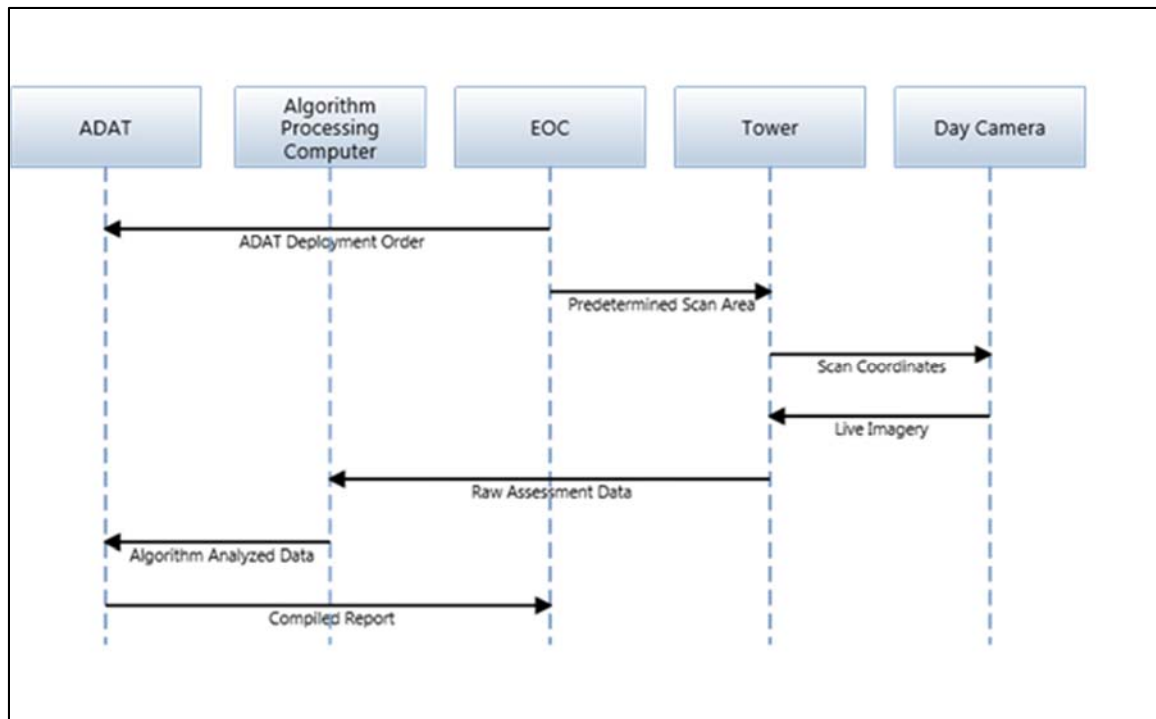 ADAT
Algorithm
Processing
Computer
EOC
Tower
Day Camera
ADAT Deployment Order
Predetermined Scan Area
Scan Coordinates
Live Imagery
Raw Assessment Data
Algorithm Analyzed Data
Compiled Report